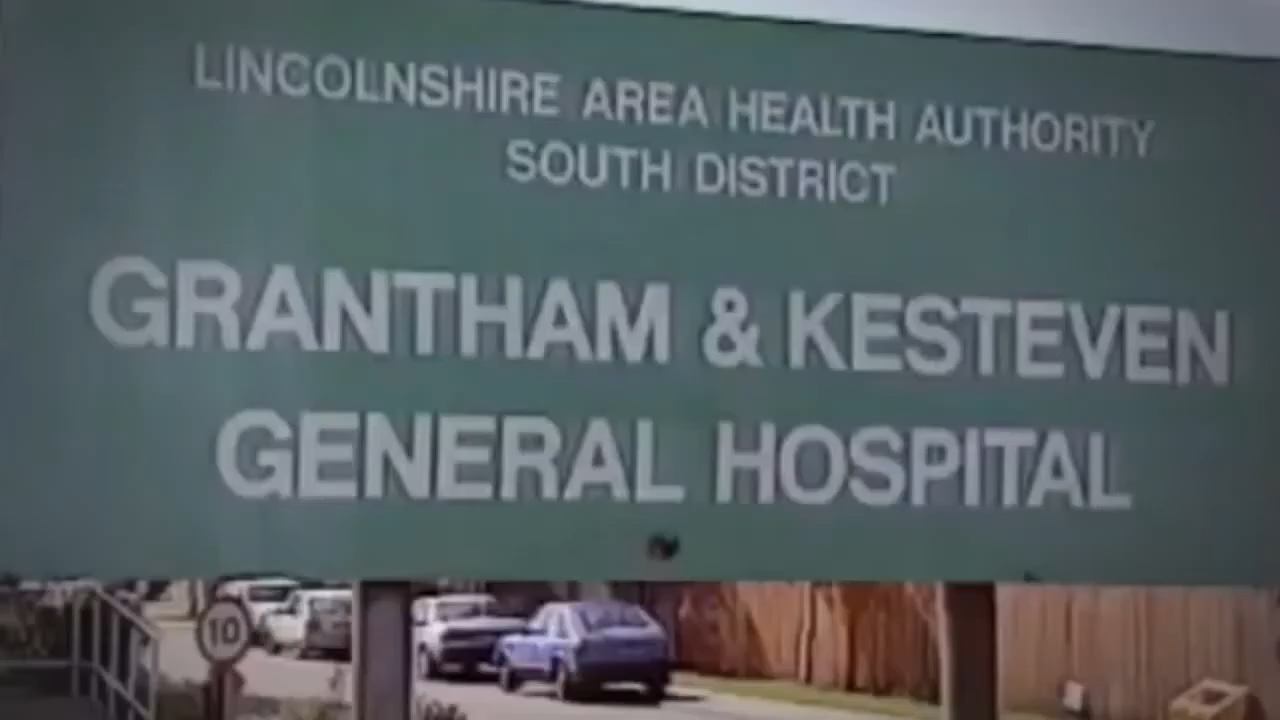 LINCOLNSHIRE AREA HEALTH AUTHORITY
SOUTH DISTRICT
GRANTHAM & KESTEVEN
GENERAL HOSPITAL
10